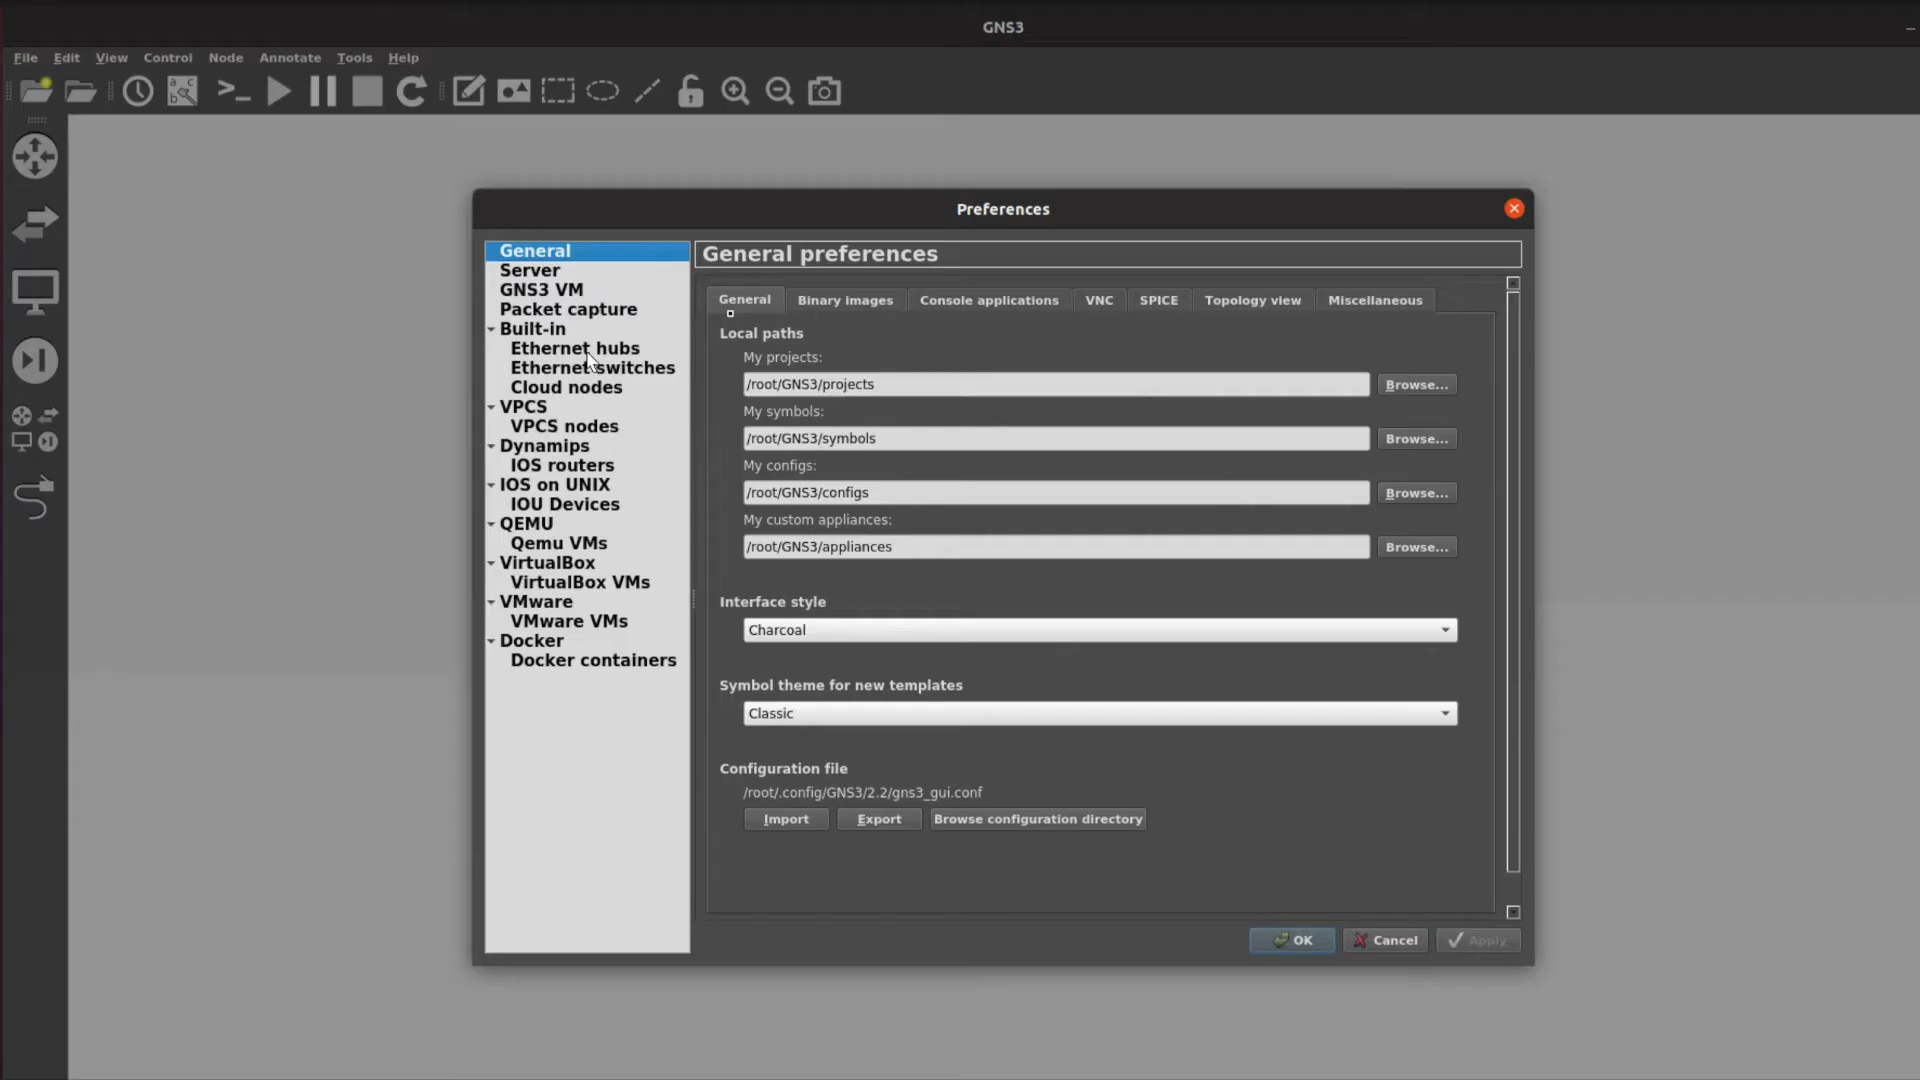 GNS3
File Edit View Control Node Annotate Tools Help
Preferences
General
Server
GNS3 VM
Packet capture
Built-in
Ethernet hubs
Ethernet switches
Cloud nodes
VPCS
VPCS nodes
Dynamips
IOS routers
IOS on UNIX
IOU Devices
QEMU
Qemu VMs
VirtualBox
VirtualBox VMs
VMware
VMware VMs
Docker
Docker containers
General preferences
General Binary images Console applications VNC SPICE Topology view Miscellaneous
Local paths
My projects:
/root/GNS3/projects Browse...
My symbols:
/root/GNS3/symbols Browse...
My configs:
/root/GNS3/configs Browse...
My custom appliances:
/root/GNS3/appliances Browse...
Interface style
Charcoal
Symbol theme for new templates
Classic
Configuration file
/root/.config/GNS3/2.2/gns3_gui.conf
Import Export Browse configuration directory
OK Cancel Apply